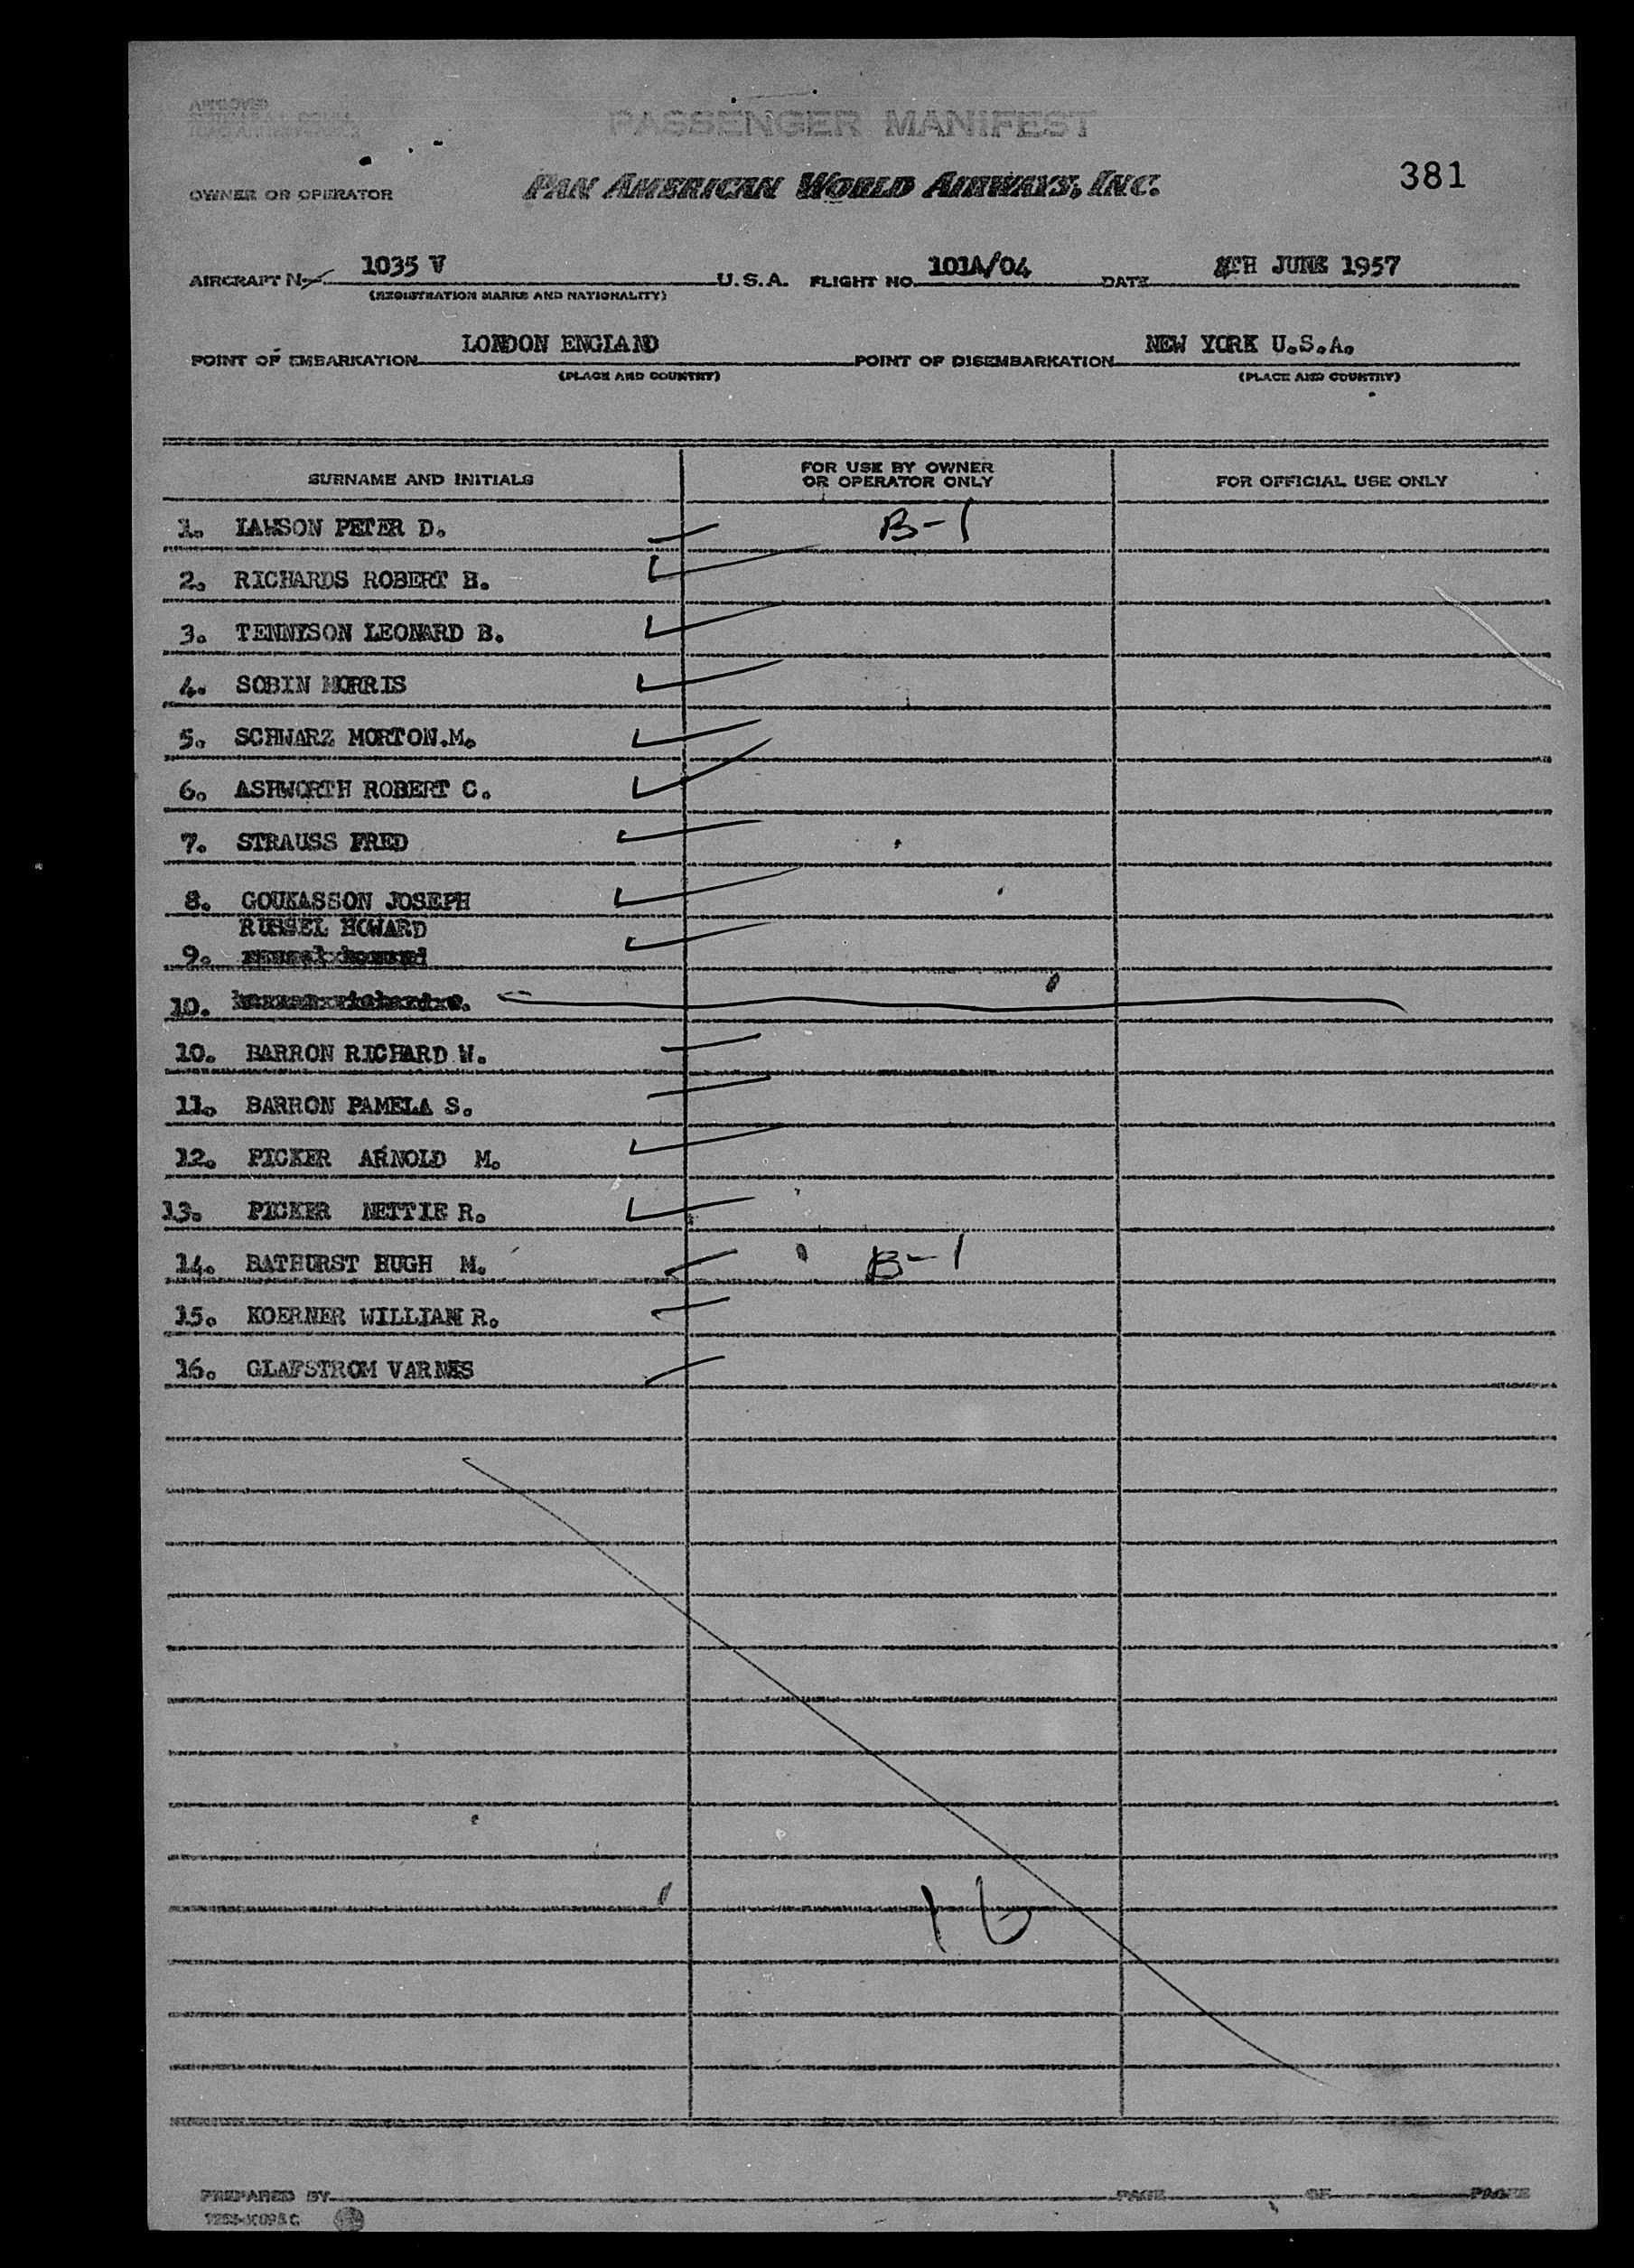 APPROVED
PASSENGER MANIFEST
OWNER OR OPERATOR PAN AMERICAN WORLD AIRWAYS, INC. 381
AIRCRAFT No 1035 V U.S.A. FLIGHT NO. 101A/04 DATE 8TH JUNE 1957
(REGISTRATION MARKS AND NATIONALITY)
POINT OF EMBARKATION LONDON ENGLAND POINT OF DISEMBARKATION NEW YORK U.S.A.
(PLACE AND COUNTRY) (PLACE AND COUNTRY)
SURNAME AND INITIALS FOR USE BY OWNER OR OPERATOR ONLY FOR OFFICIAL USE ONLY
1. LAWSON PETER D. B-1
2. RICHARDS ROBERT H.
3. TENNYSON LEONARD B.
4. SOBIN MORRIS
5. SCHWARZ MORTON.M.
6. ASHWORTH ROBERT C.
7. STRAUSS FRED
8. GOUKASSON JOSEPH
RUSSEL HOWARD
9.
10.
10. BARRON RICHARD W.
11. BARRON PAMELA S.
12. PICKER ARNOLD M.
13. PICKER NETTIE R.
14. BATHURST HUGH M. B-1
15. KOERNER WILLIAM R.
16. GLAFSTROM VARNES
16
PREPARED BY PAGE OF PAGES